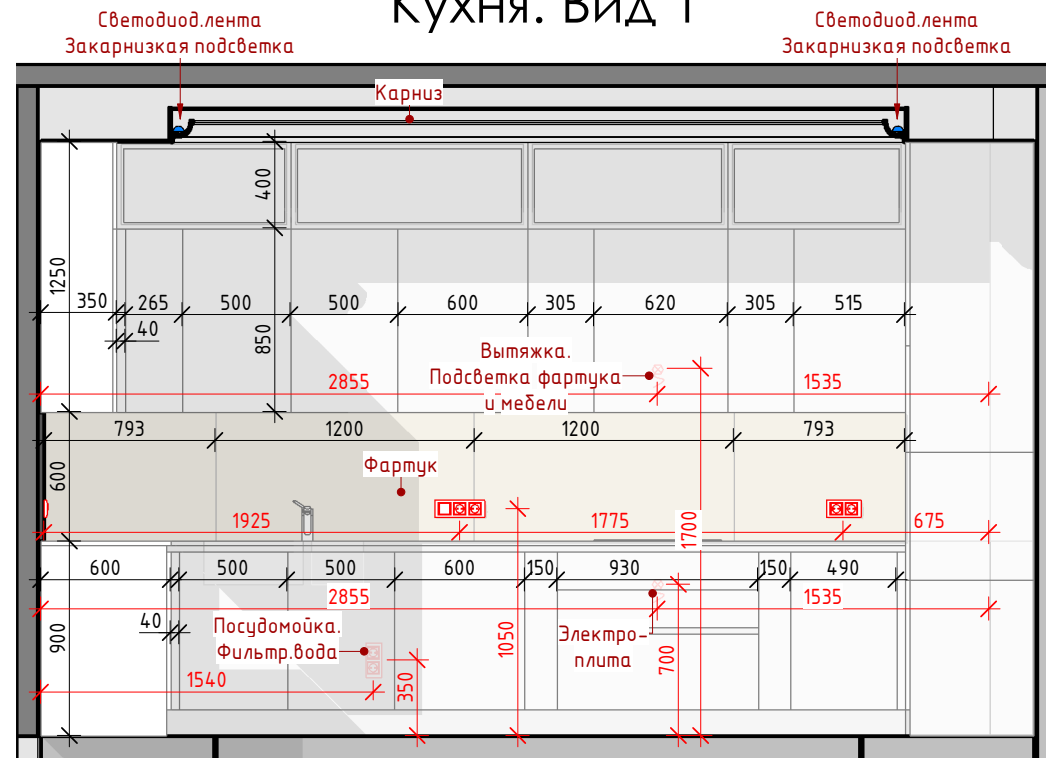 Кухня. Вид 1
Светодиод.лента
Закарнизкая подсветка
Светодиод.лента
Закарнизкая подсветка
Карниз
400
1250
350
265
500
500
600
305
620
305
515
40
850
Вытяжка.
Подсветка фартука
и мебели
2855
1535
793
1200
1200
793
600
Фартук
1925
1775
675
1700
600
500
500
600
150
930
150
490
2855
1535
40
900
Посудомойка.
Фильтр.вода
1050
Электро-
плита
700
1540
350